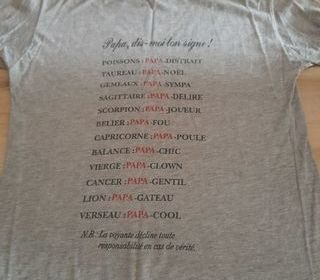 Papa, dis-moi ton signe !
POISSONS : PAPA-DISTRAIT
TAUREAU : PAPA-NOËL
GEMEAUX : PAPA-SYMPA
SAGITTAIRE : PAPA-DELIRE
SCORPION : PAPA-JOUEUR
BELIER : PAPA-FOU
CAPRICORNE : PAPA-POULE
BALANCE : PAPA-CHIC
VIERGE : PAPA-CLOWN
CANCER : PAPA-GENTIL
LION : PAPA-GATEAU
VERSEAU : PAPA-COOL
N.B : La voyante décline toute
responsabilité en cas de vérité.